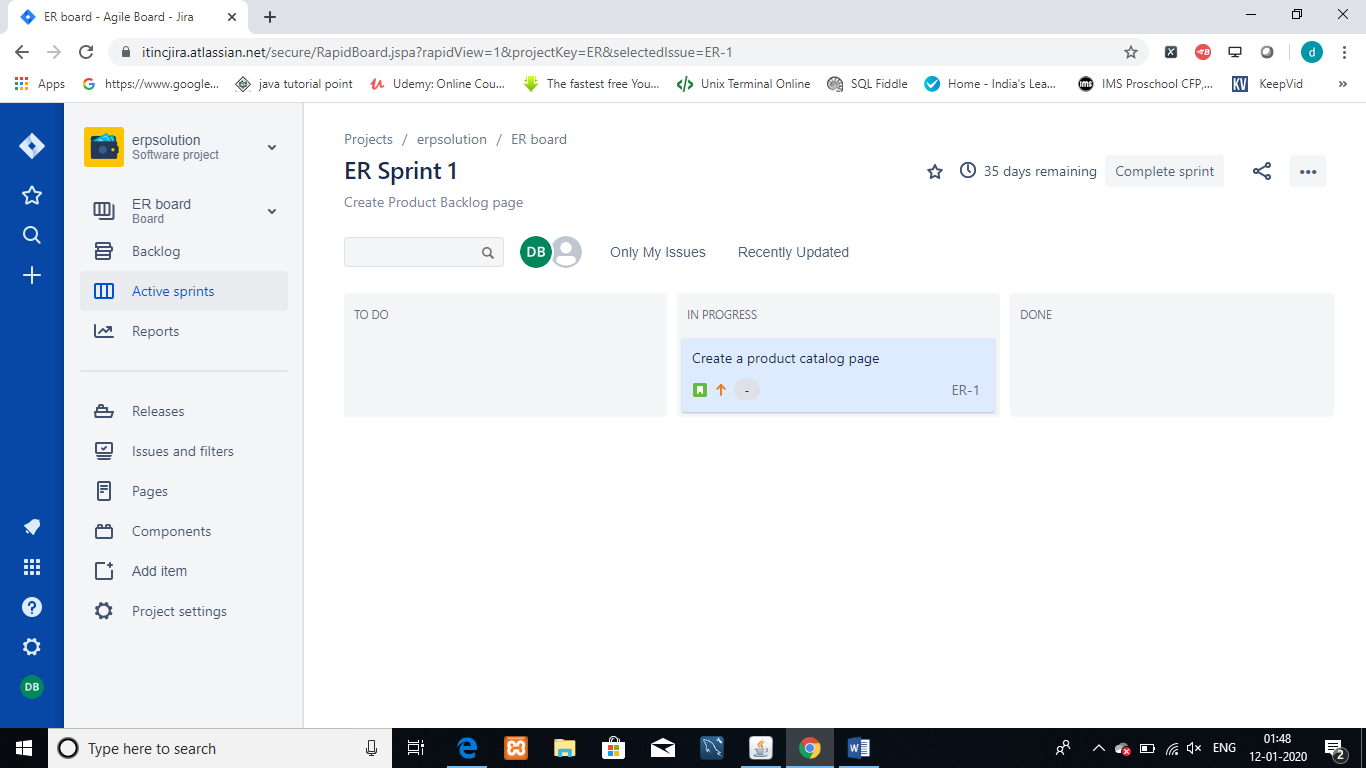 ER board - Agile Board - Jira
itincjira.atlassian.net/secure/RapidBoard.jspa?rapidView=1&projectKey=ER&selectedIssue=ER-1
d
Apps
https://www.google...
java tutorial point
Udemy: Online Cou...
The fastest free You...
Unix Terminal Online
SQL Fiddle
Home - India's Lea...
ims
IMS Proschool CFP,...
KV
KeepVid
»
erpsolution
Software project
ER board
Board
Backlog
Active sprints
Reports
Releases
Issues and filters
Pages
Components
Add item
Project settings
DB
Projects / erpsolution / ER board
ER Sprint 1
35 days remaining
Complete sprint
Create Product Backlog page
DB
Only My Issues
Recently Updated
TO DO
IN PROGRESS
DONE
Create a product catalog page
-
ER-1
Type here to search
ENG
01:48
12-01-2020
2